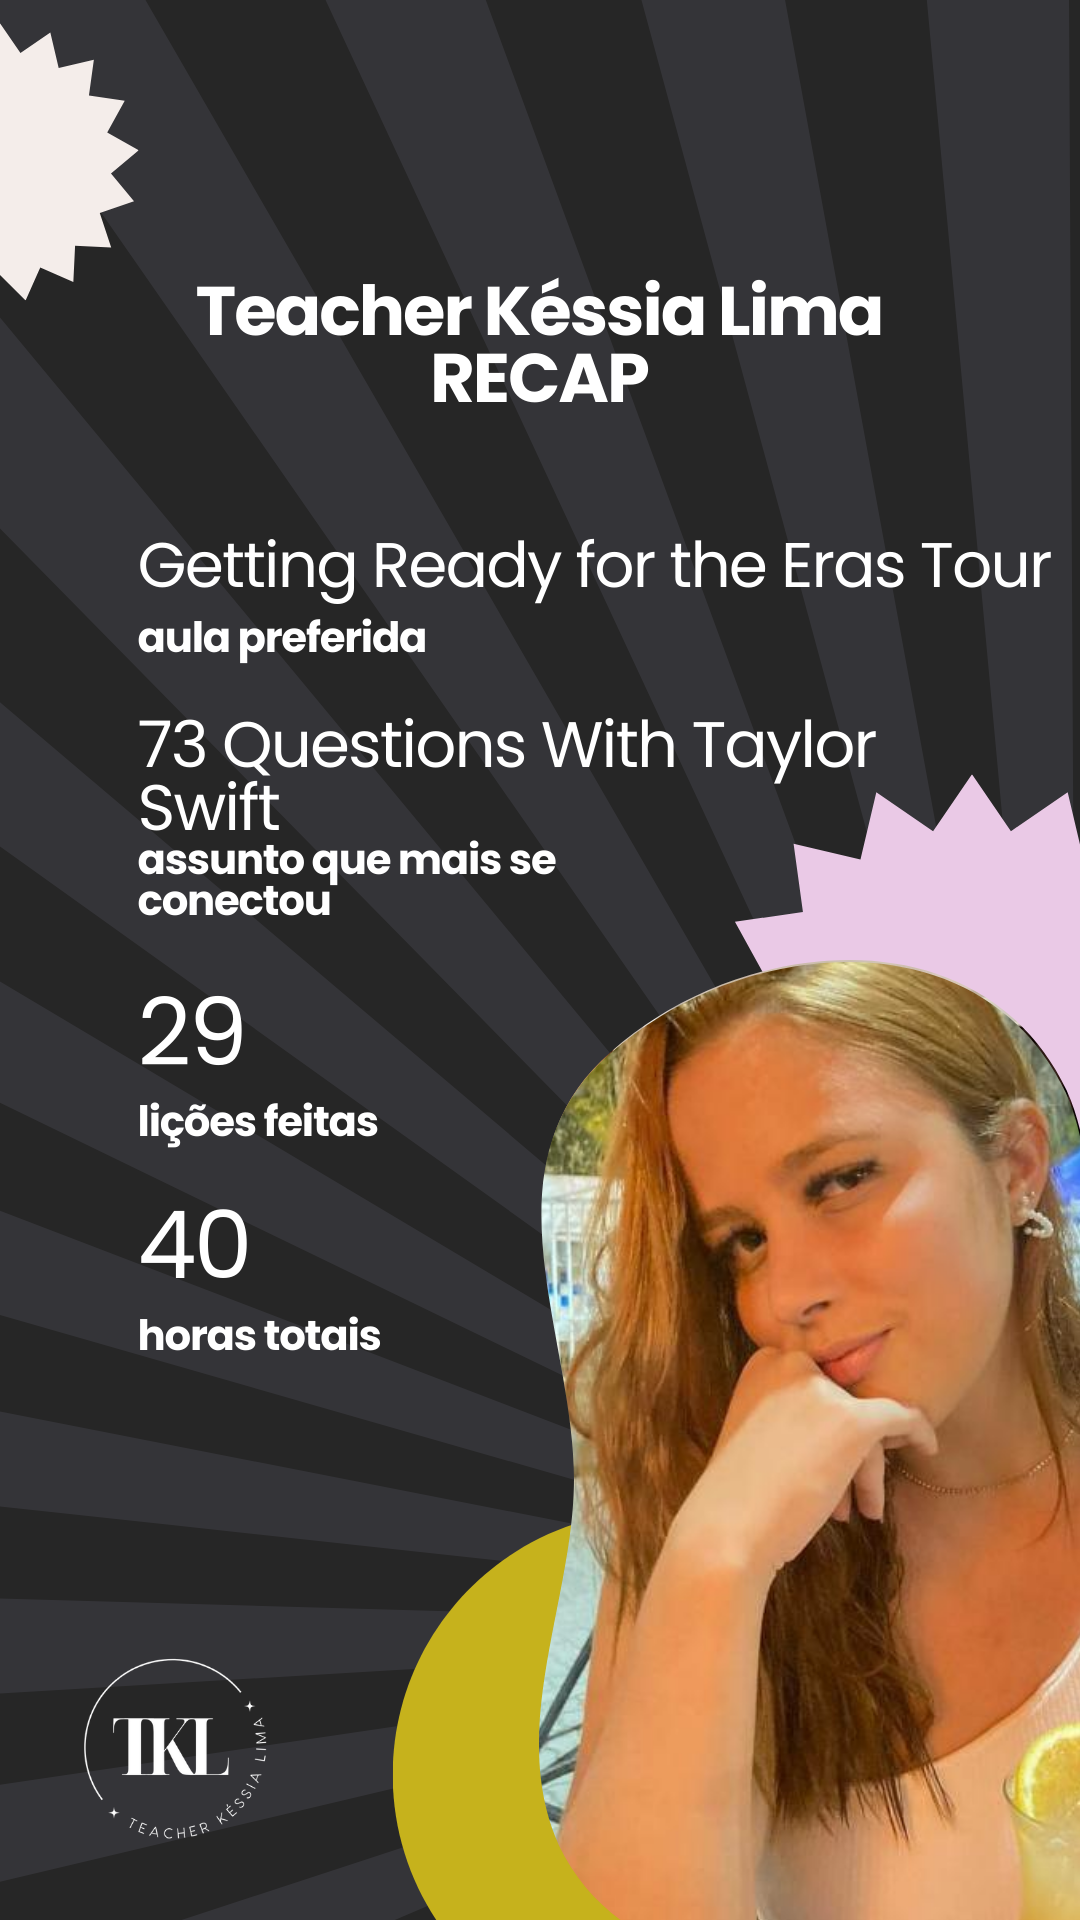 Teacher Késsia Lima
RECAP
Getting Ready for the Eras Tour
aula preferida
73 Questions With Taylor
Swift
assunto que mais se
conectou
29
lições feitas
40
horas totais
TKL
TEACHER KÉSSIA LIMA